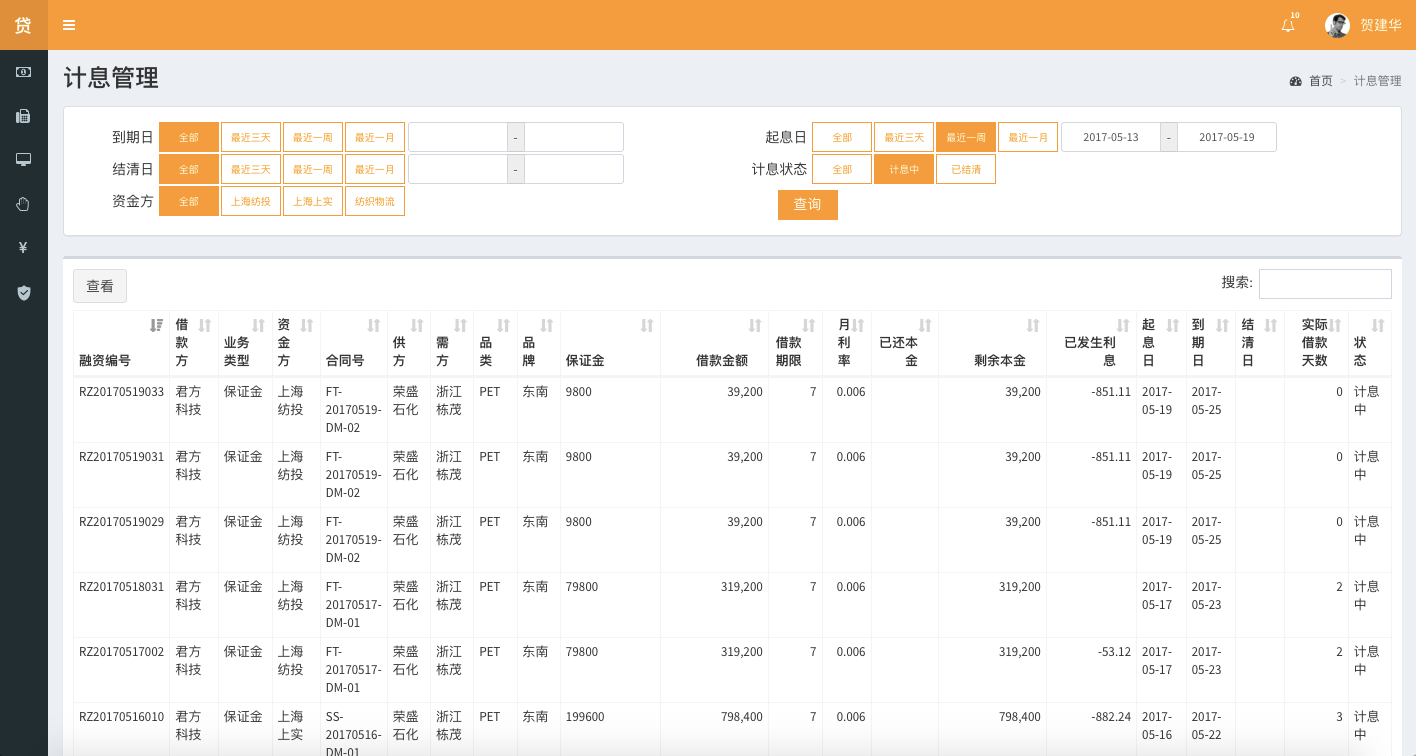 贷
10
贺建华
计息管理
首页 > 计息管理
到期日 全部 最近三天 最近一周 最近一月 -
起息日 全部 最近三天 最近一周 最近一月 2017-05-13 - 2017-05-19
结清日 全部 最近三天 最近一周 最近一月 -
计息状态 全部 计息中 已结清
资金方 全部 上海纺投 上海上实 纺织物流
查询
查看
搜索:
融资编号 借款方 业务类型 资金方 合同号 供方 需方 品类 品牌 保证金 借款金额 借款期限 月利率 已还本金 剩余本金 已发生利息 起息日 到期日 结清日 实际借款天数 状态
RZ20170519033 君方科技 保证金 上海纺投 FT-20170519-DM-02 荣盛石化 浙江栋茂 PET 东南 9800 39,200 7 0.006 39,200 -851.11 2017-05-19 2017-05-25 0 计息中
RZ20170519031 君方科技 保证金 上海纺投 FT-20170519-DM-02 荣盛石化 浙江栋茂 PET 东南 9800 39,200 7 0.006 39,200 -851.11 2017-05-19 2017-05-25 0 计息中
RZ20170519029 君方科技 保证金 上海纺投 FT-20170519-DM-02 荣盛石化 浙江栋茂 PET 东南 9800 39,200 7 0.006 39,200 -851.11 2017-05-19 2017-05-25 0 计息中
RZ20170518031 君方科技 保证金 上海纺投 FT-20170517-DM-01 荣盛石化 浙江栋茂 PET 东南 79800 319,200 7 0.006 319,200 2017-05-17 2017-05-23 2 计息中
RZ20170517002 君方科技 保证金 上海纺投 FT-20170517-DM-01 荣盛石化 浙江栋茂 PET 东南 79800 319,200 7 0.006 319,200 -53.12 2017-05-17 2017-05-23 2 计息中
RZ20170516010 君方科技 保证金 上海上实 SS-20170516-DM-01 荣盛石化 浙江栋茂 PET 东南 199600 798,400 7 0.006 798,400 -882.24 2017-05-16 2017-05-22 3 计息中